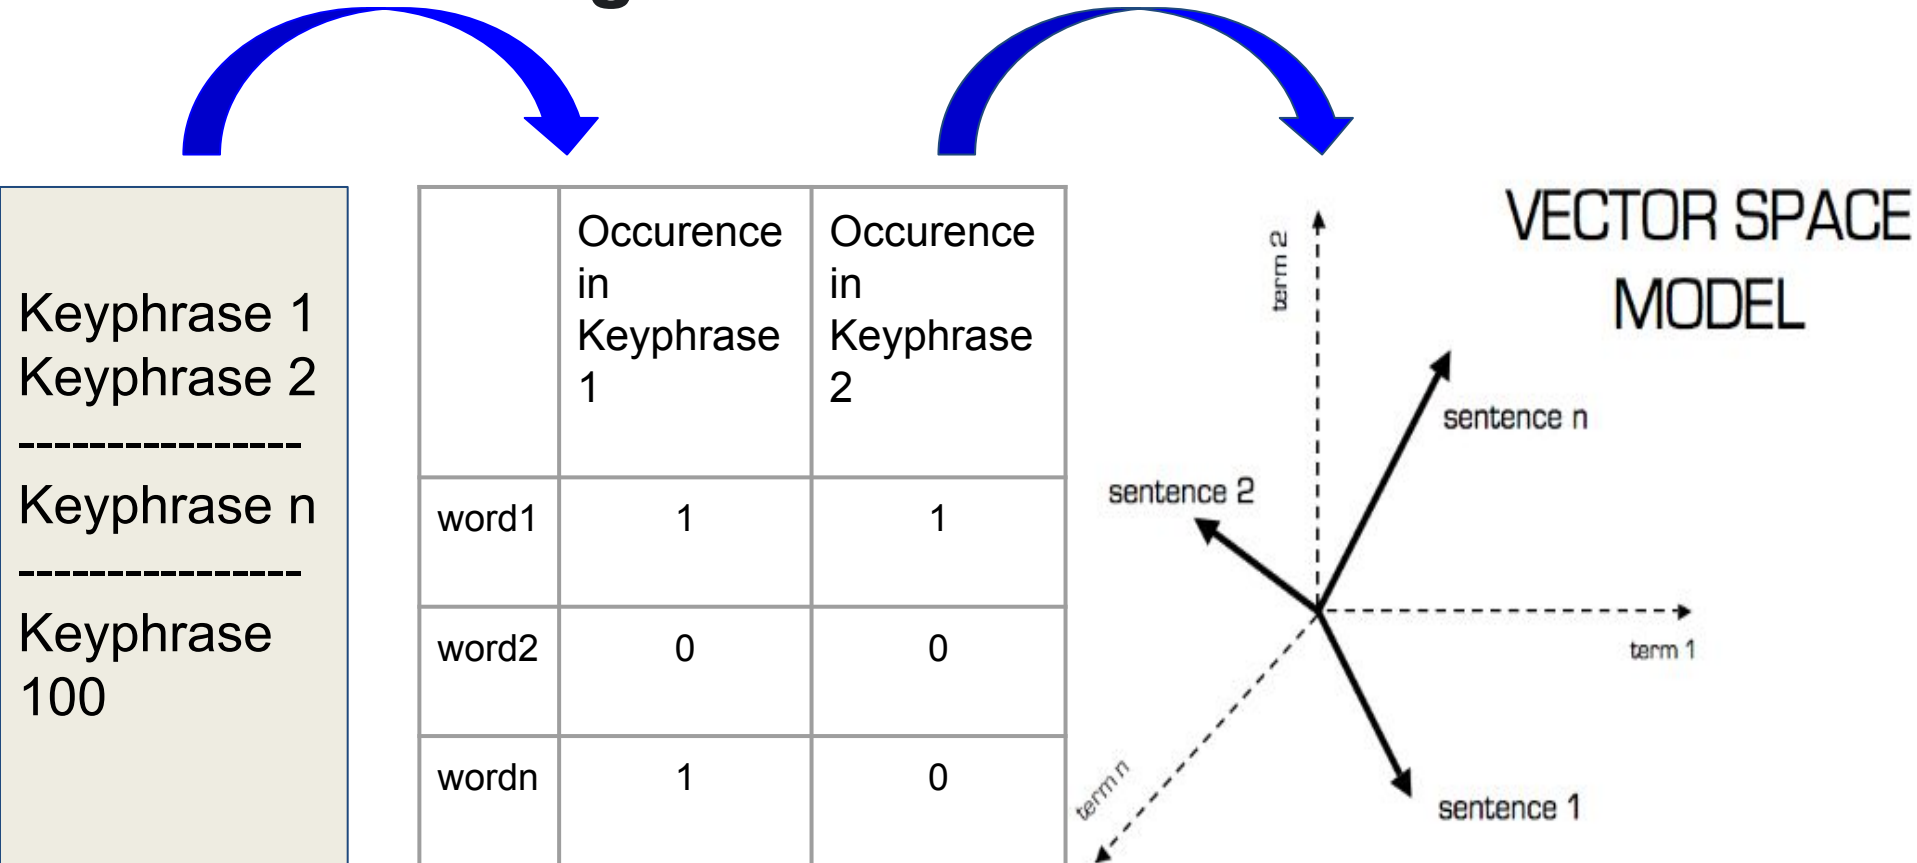 Keyphrase 1
Keyphrase 2
----------------
Keyphrase n
----------------
Keyphrase
100
Occurence
in
Keyphrase
1
Occurence
in
Keyphrase
2
word1 1 1
word2 0 0
wordn 1 0
VECTOR SPACE
MODEL
term 2
sentence n
sentence 2
term 1
term n
sentence 1